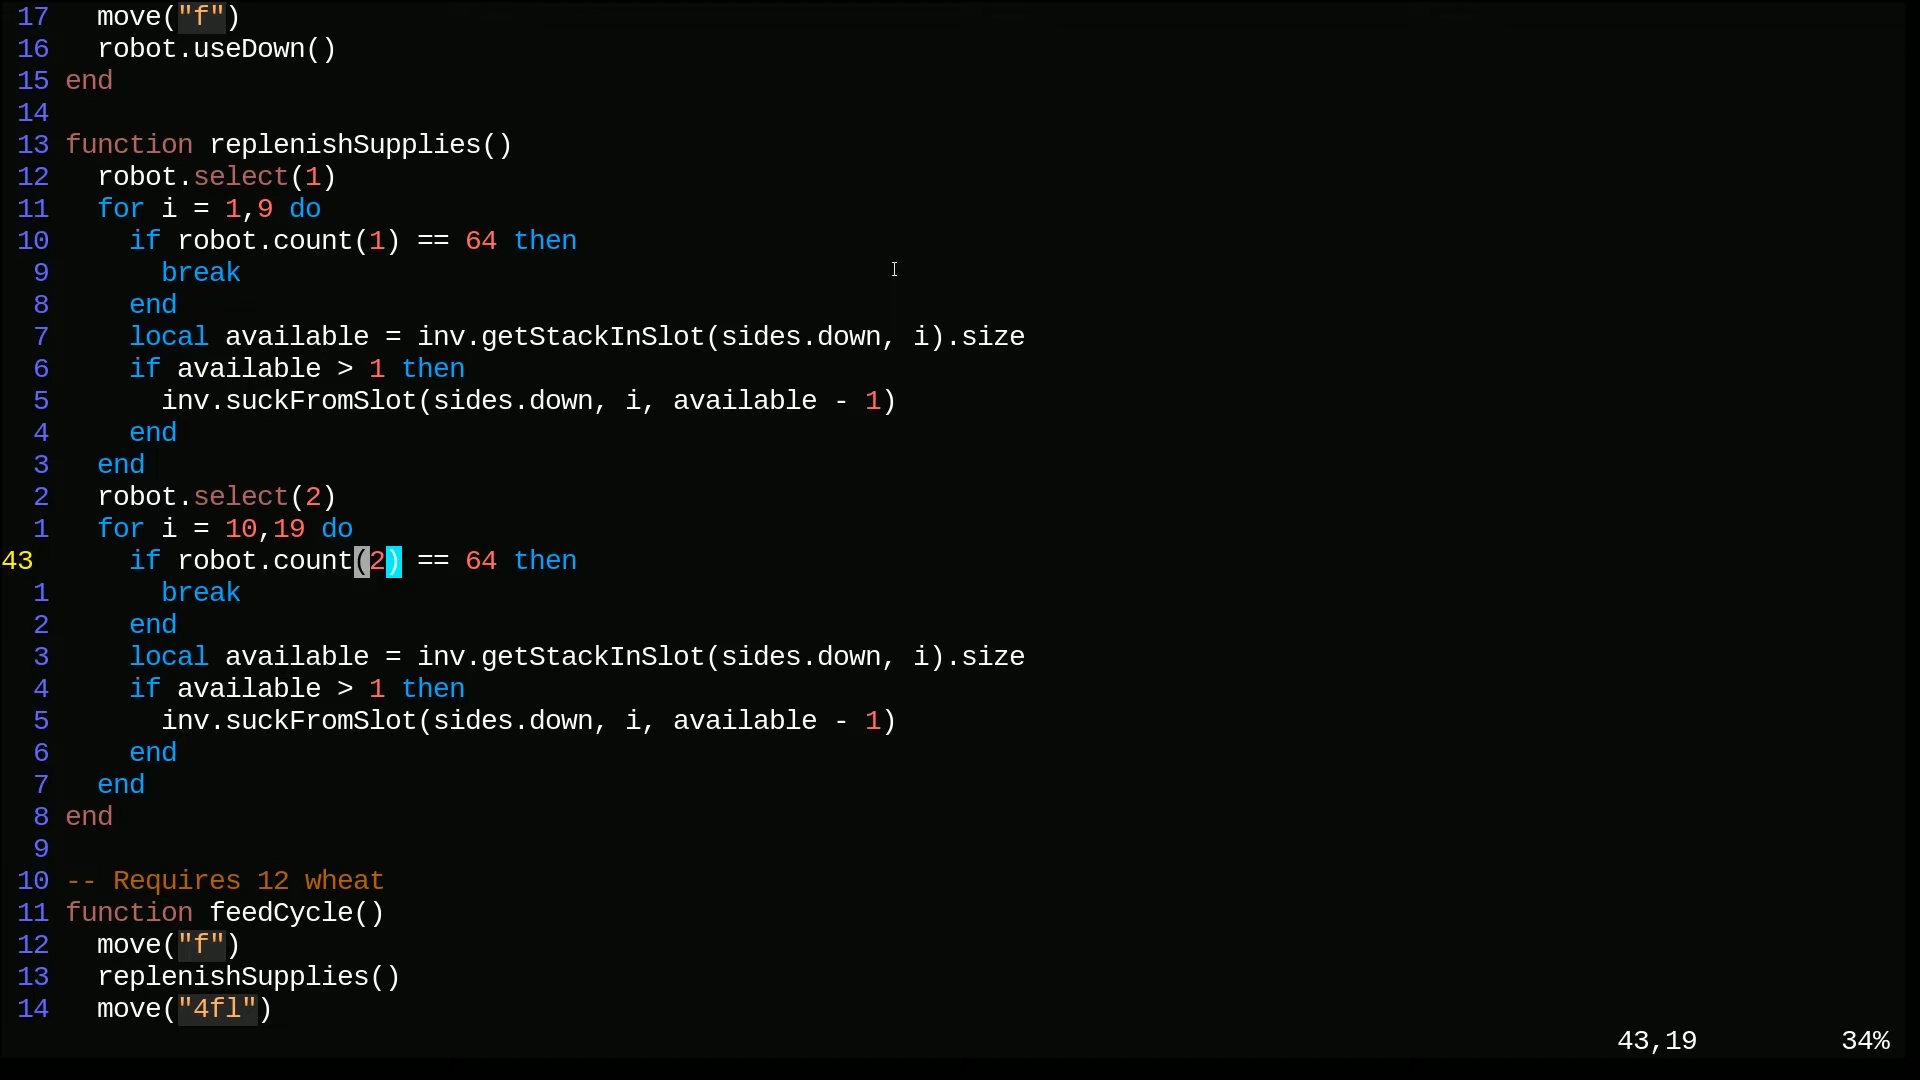 17   move("f")
16   robot.useDown()
15 end
14
13 function replenishSupplies()
12   robot.select(1)
11   for i = 1,9 do
10     if robot.count(1) == 64 then
 9       break
 8     end
 7     local available = inv.getStackInSlot(sides.down, i).size
 6     if available > 1 then
 5       inv.suckFromSlot(sides.down, i, available - 1)
 4     end
 3   end
 2   robot.select(2)
 1   for i = 10,19 do
43     if robot.count(2) == 64 then
 1       break
 2     end
 3     local available = inv.getStackInSlot(sides.down, i).size
 4     if available > 1 then
 5       inv.suckFromSlot(sides.down, i, available - 1)
 6     end
 7   end
 8 end
 9
10 -- Requires 12 wheat
11 function feedCycle()
12   move("f")
13   replenishSupplies()
14   move("4fl")
43,19 34%